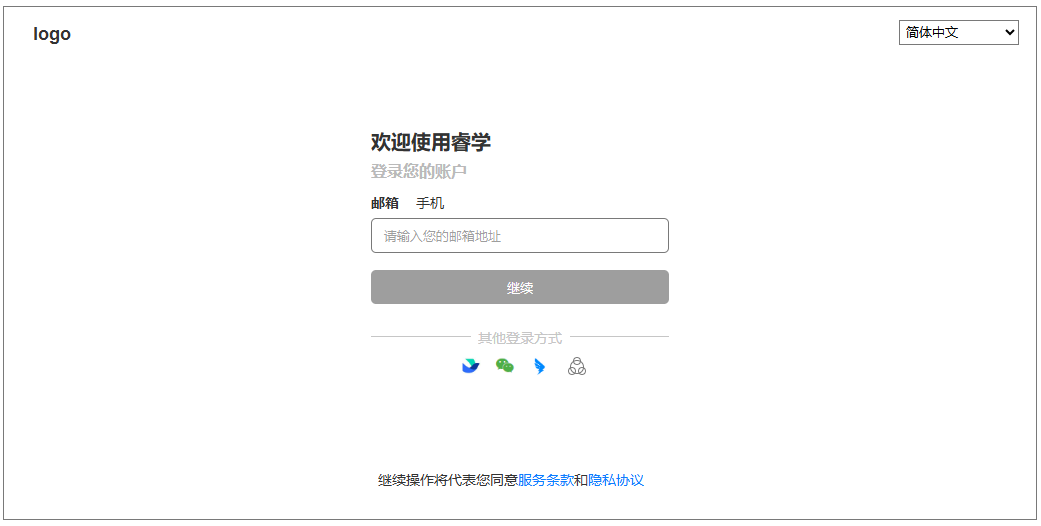 logo
简体中文
欢迎使用睿学
登录您的账户
邮箱 手机
请输入您的邮箱地址
继续
其他登录方式
继续操作将代表您同意服务条款和隐私协议